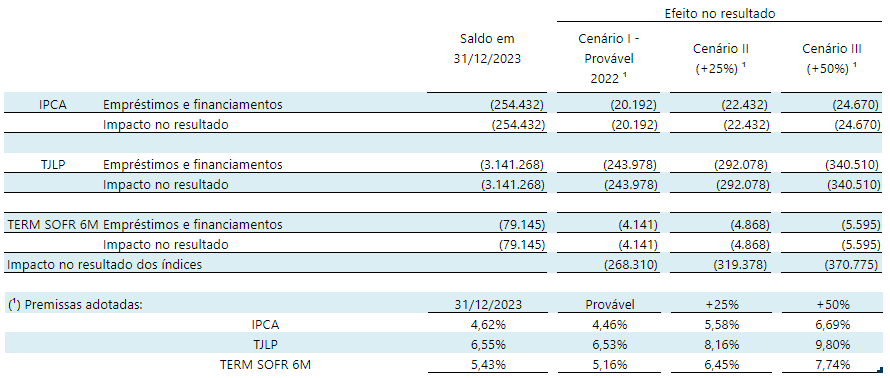 Efeito no resultado
Saldo em 31/12/2023 Cenário I - Provável 2022 ¹ Cenário II (+25%) ¹ Cenário III (+50%) ¹
IPCA Empréstimos e financiamentos (254.432) (20.192) (22.432) (24.670)
Impacto no resultado (254.432) (20.192) (22.432) (24.670)
TJLP Empréstimos e financiamentos (3.141.268) (243.978) (292.078) (340.510)
Impacto no resultado (3.141.268) (243.978) (292.078) (340.510)
TERM SOFR 6M Empréstimos e financiamentos (79.145) (4.141) (4.868) (5.595)
Impacto no resultado (79.145) (4.141) (4.868) (5.595)
Impacto no resultado dos índices (268.310) (319.378) (370.775)
(¹) Premissas adotadas: 31/12/2023 Provável +25% +50%
IPCA 4,62% 4,46% 5,58% 6,69%
TJLP 6,55% 6,53% 8,16% 9,80%
TERM SOFR 6M 5,43% 5,16% 6,45% 7,74%